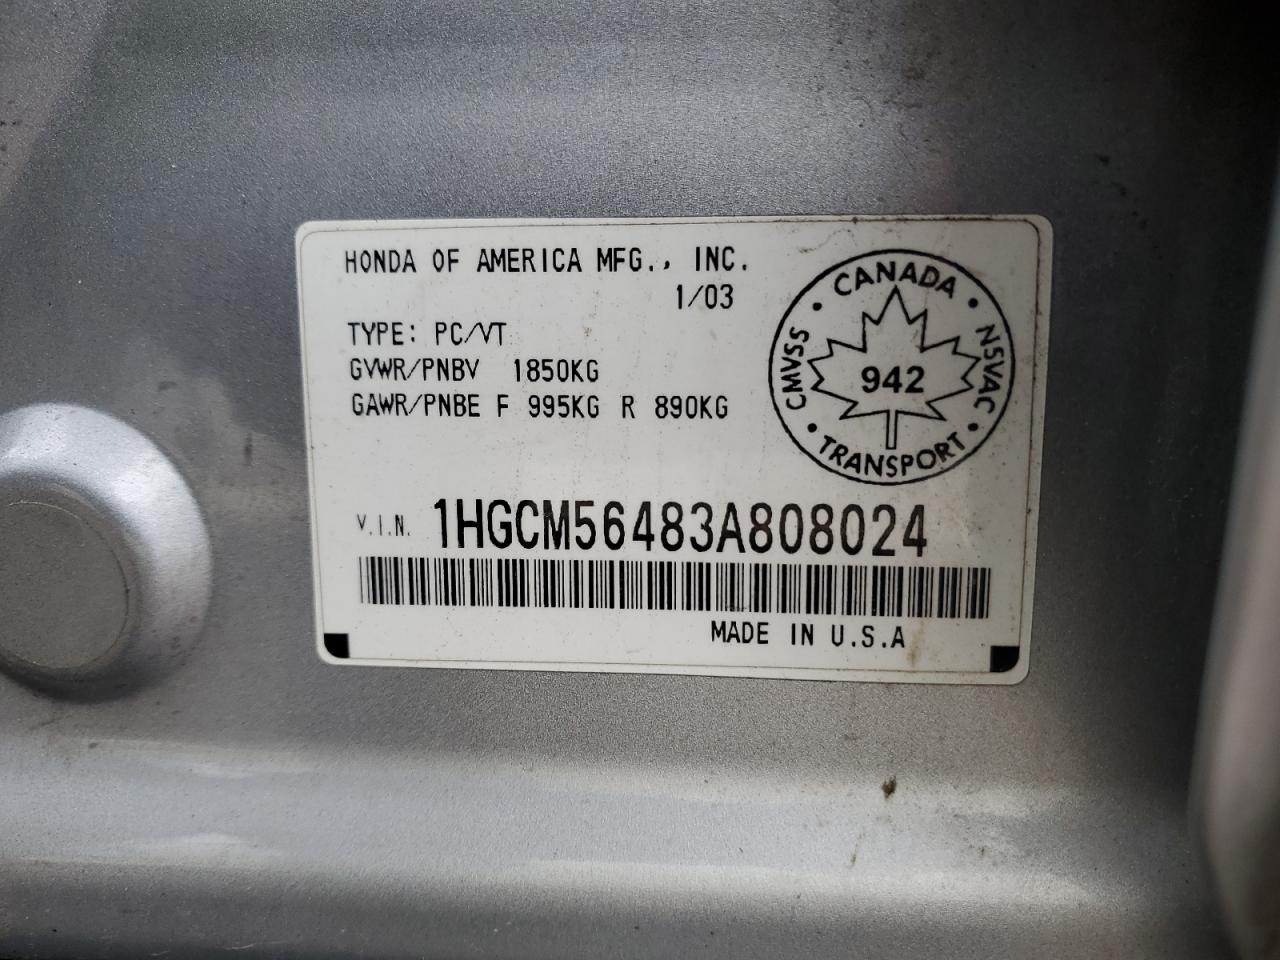 HONDA OF AMERICA MFG., INC.
1/03
TYPE: PC/VT
GVWR/PNBV 1850KG
GAWR/PNBE F 995KG R 890KG
CANADA
CMVSS
942
NSVAC
TRANSPORT
V.I.N. 1HGCM56483A808024
MADE IN U.S.A